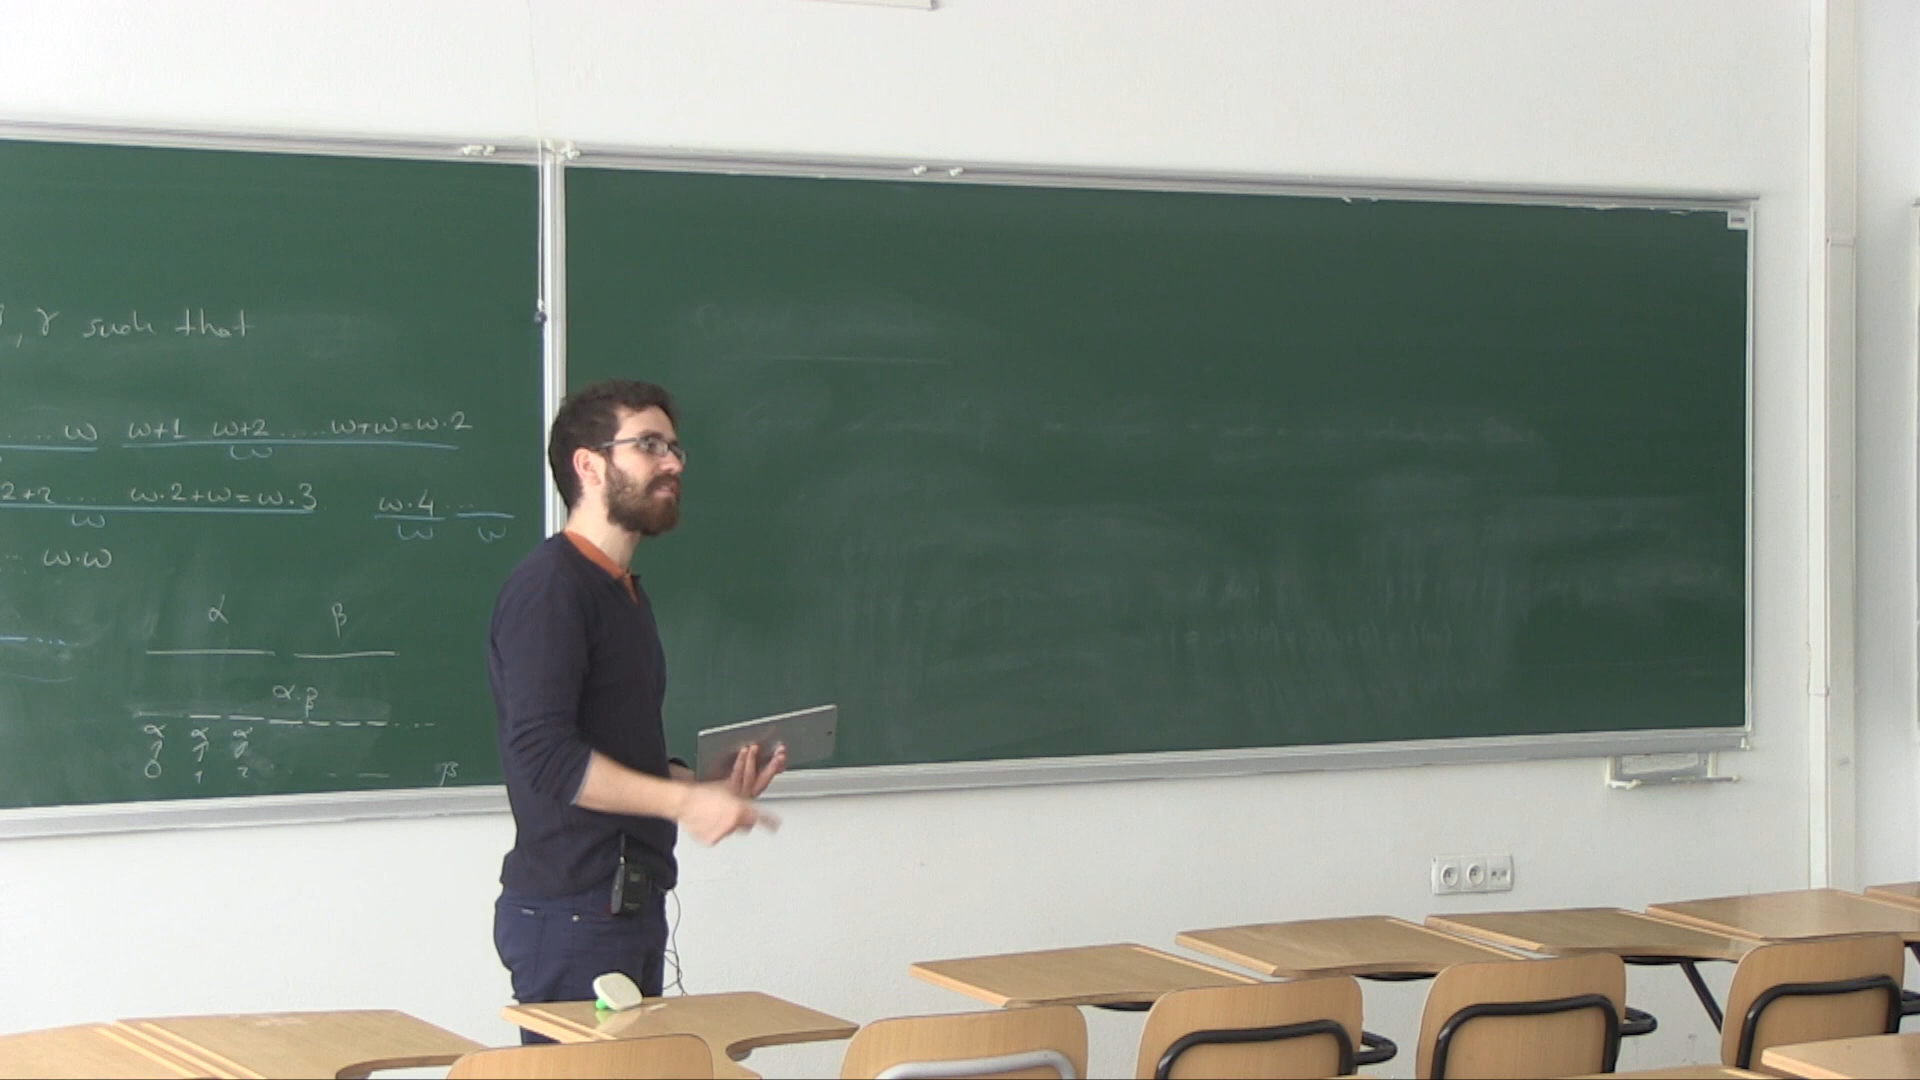 , γ such that
..... ω ω+1 ω+2 ..... ω+ω=ω·2
ω
2+2 ..... ω·2+ω=ω·3 ω·4 ...
ω ω ω
... ω·ω
α β
α·β
α α α
0 1 2 β